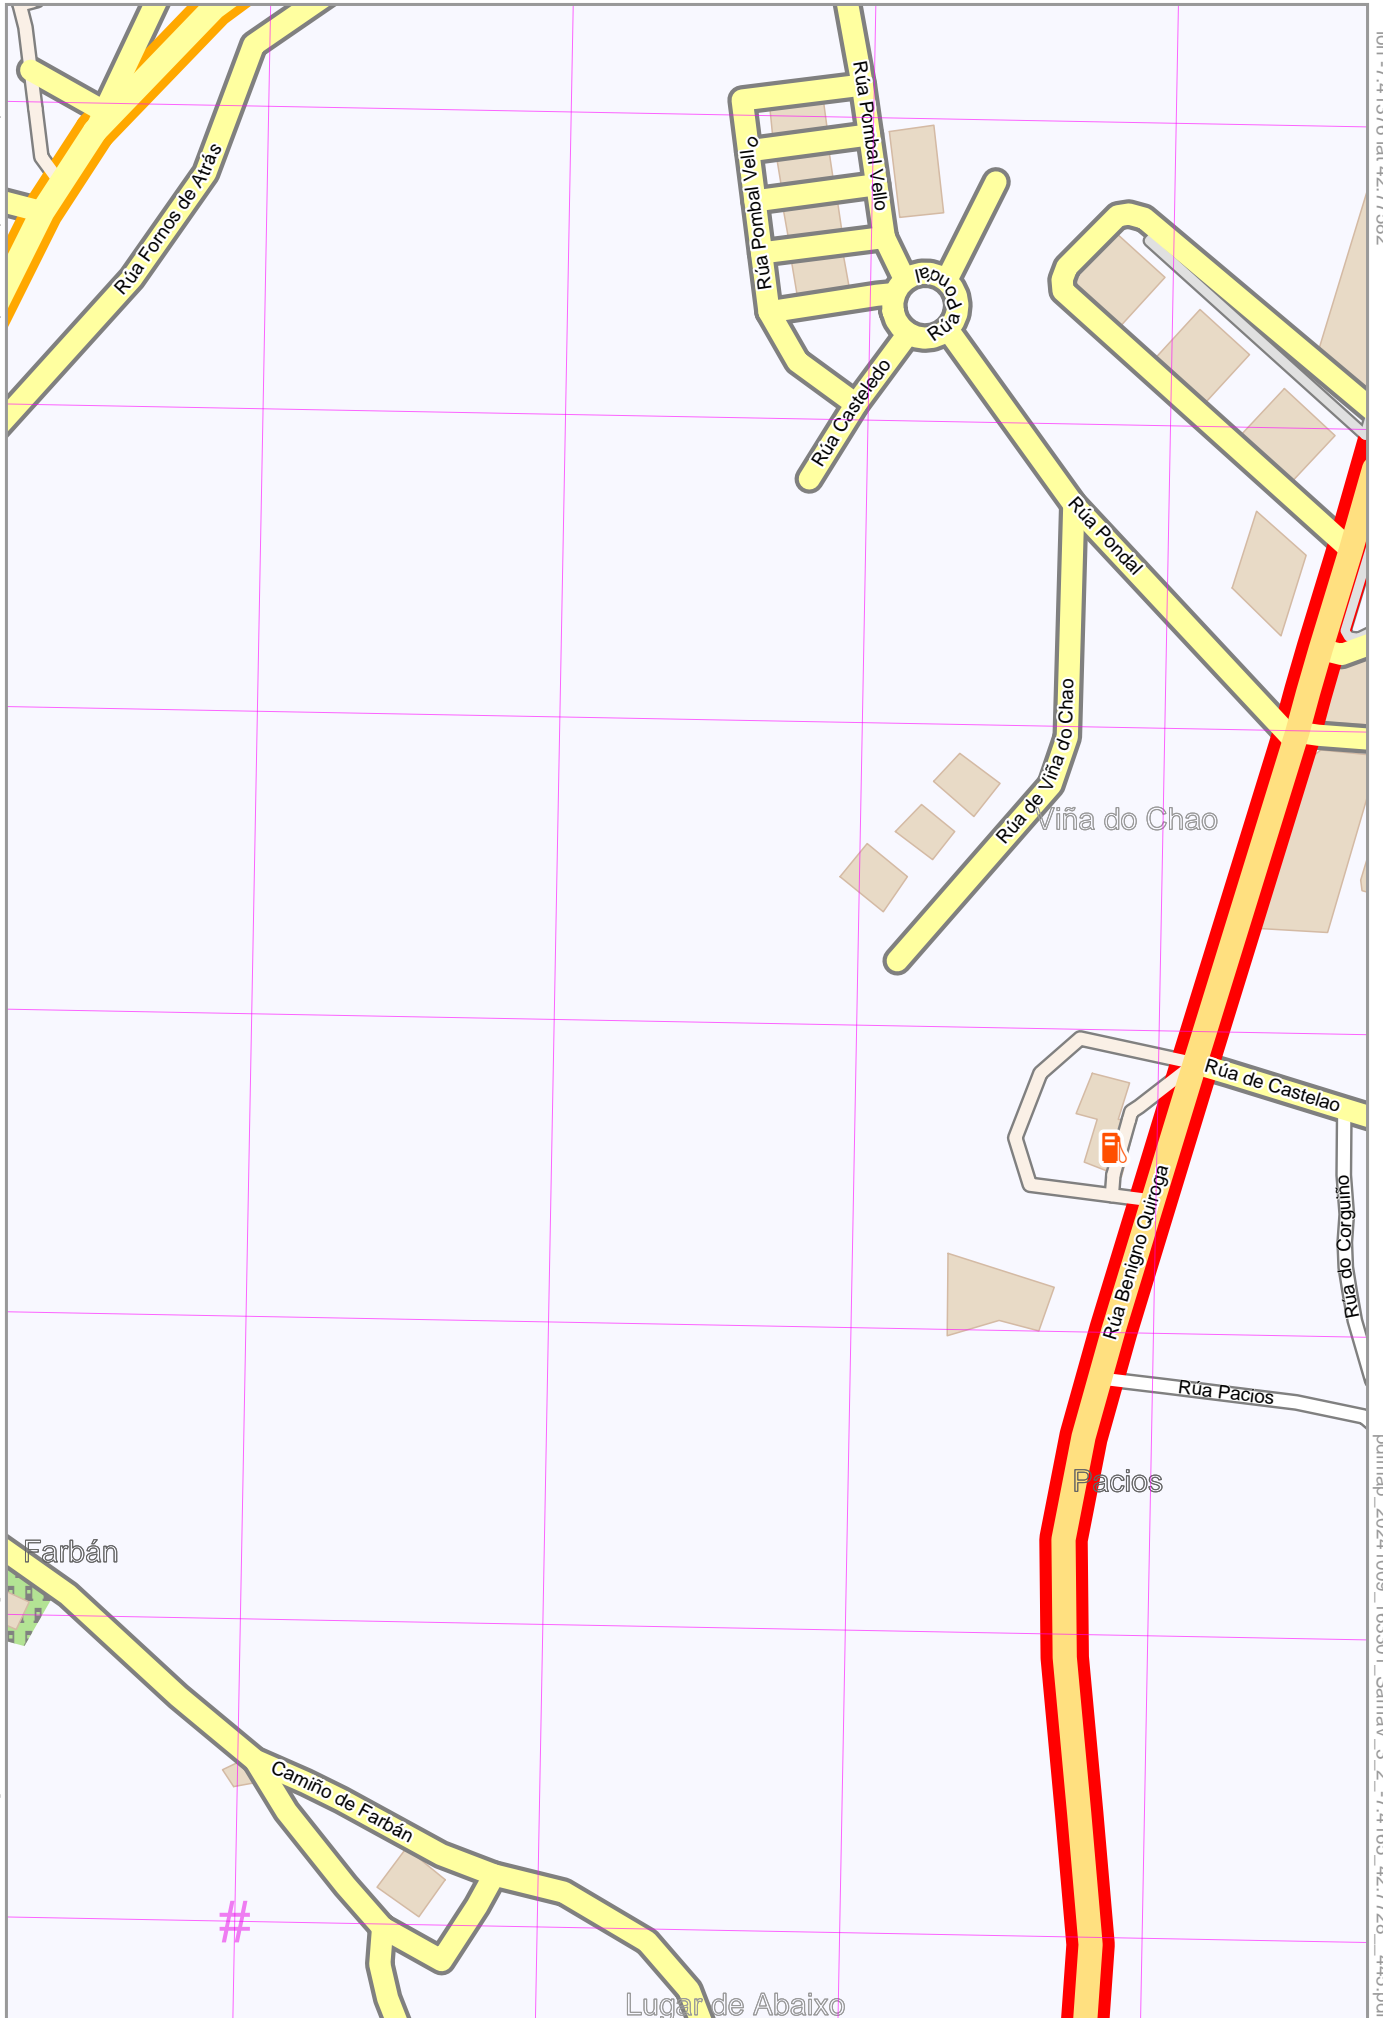 Rúa Pombal Vello
Rúa Pombal Vello
Rúa Fornos de Atrás
Rúa Pondal
Rúa Casteledo
Rúa Pondal
Rúa de Viña do Chao
Viña do Chao
Rúa de Castelao
Rúa Benigno Quiroga
Rúa do Corguiño
Rúa Pacios
Pacios
Farbán
Camiño de Farbán
#
Lugar de Abaixo